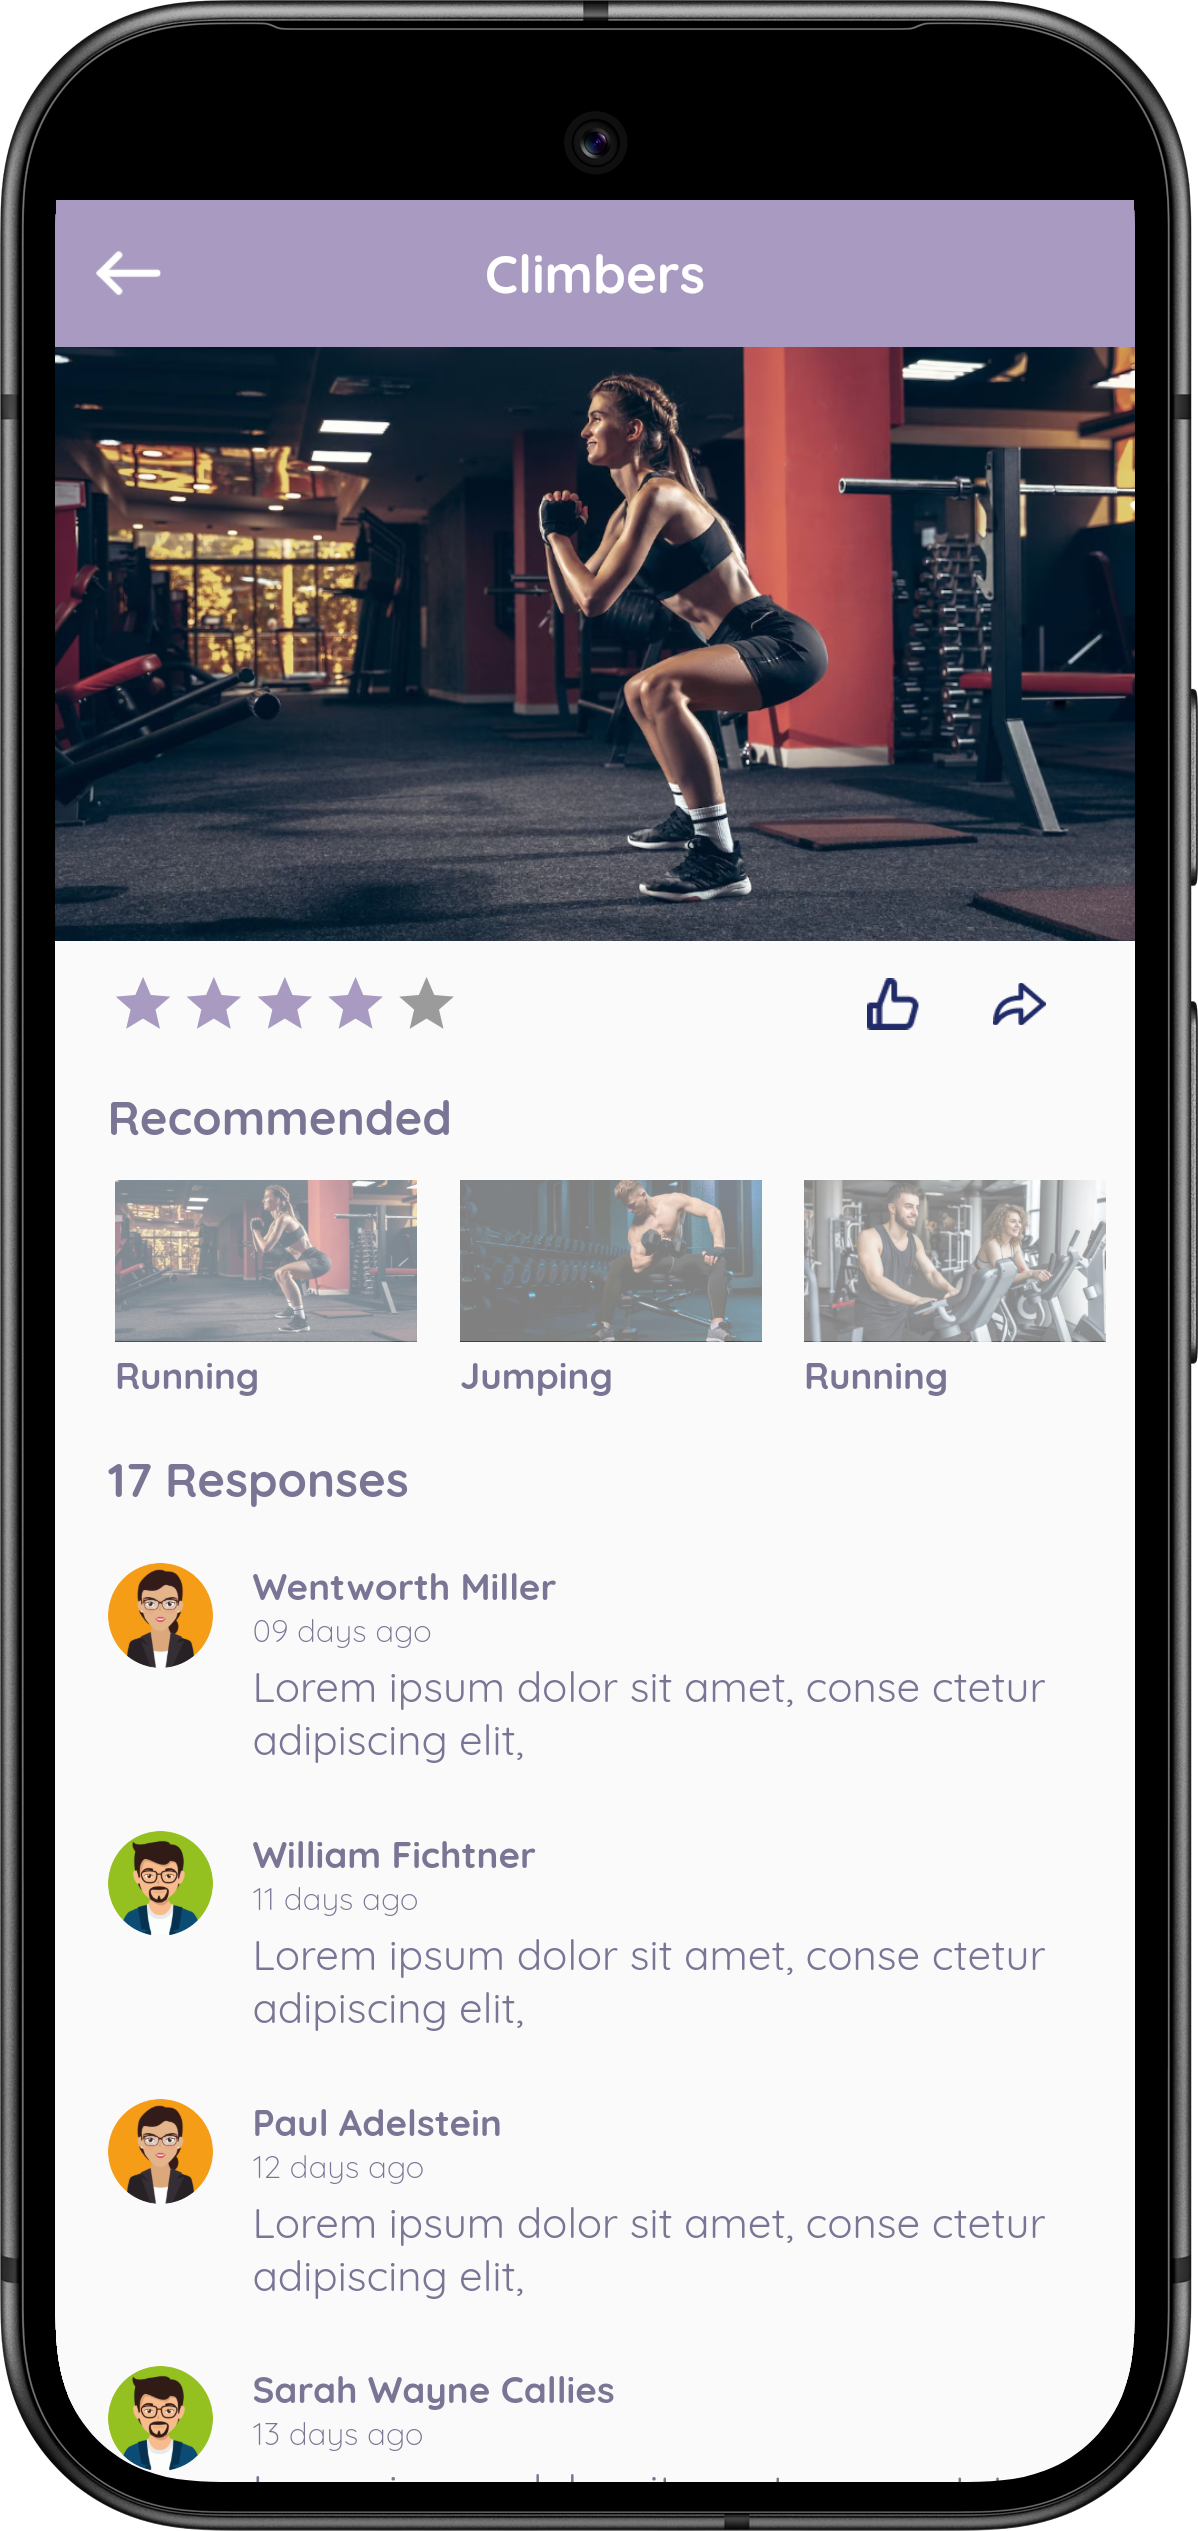 Climbers
Recommended
Running
Jumping
Running
17 Responses
Wentworth Miller
09 days ago
Lorem ipsum dolor sit amet, conse ctetur
adipiscing elit,
William Fichtner
11 days ago
Lorem ipsum dolor sit amet, conse ctetur
adipiscing elit,
Paul Adelstein
12 days ago
Lorem ipsum dolor sit amet, conse ctetur
adipiscing elit,
Sarah Wayne Callies
13 days ago